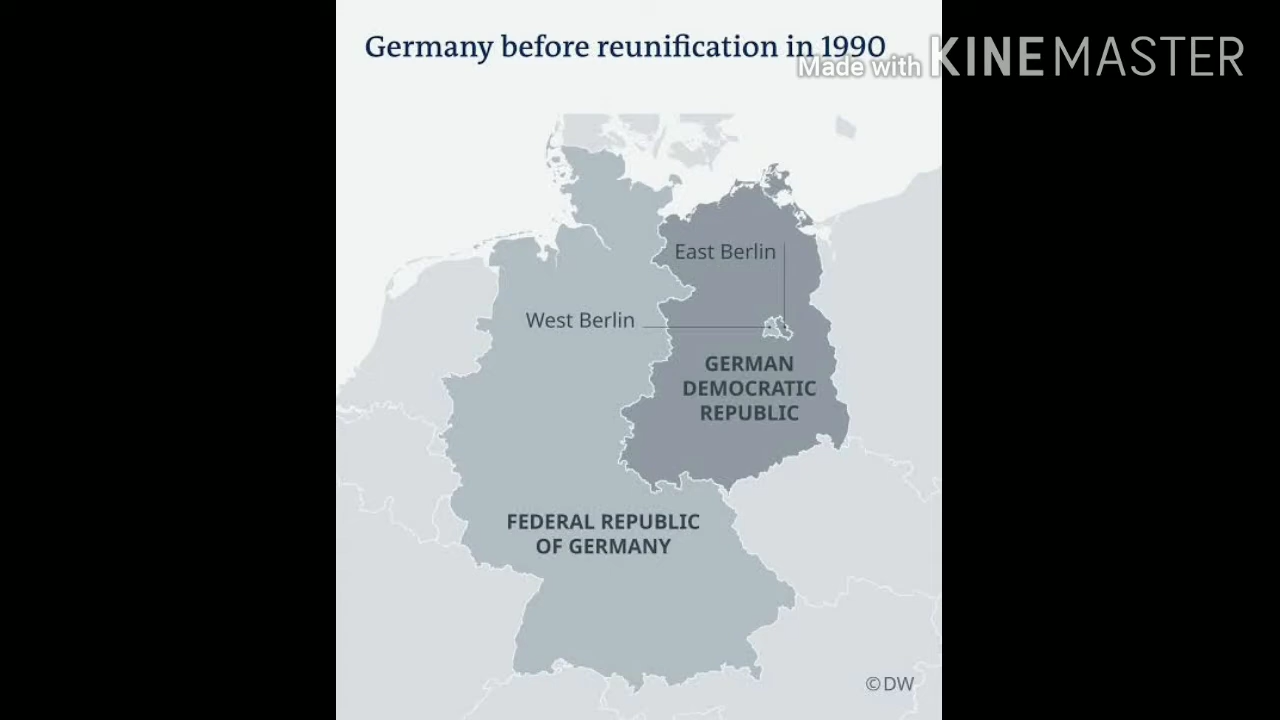 Germany before reunification in 1990
Made with KINEMASTER
East Berlin
West Berlin
GERMAN
DEMOCRATIC
REPUBLIC
FEDERAL REPUBLIC
OF GERMANY
©DW